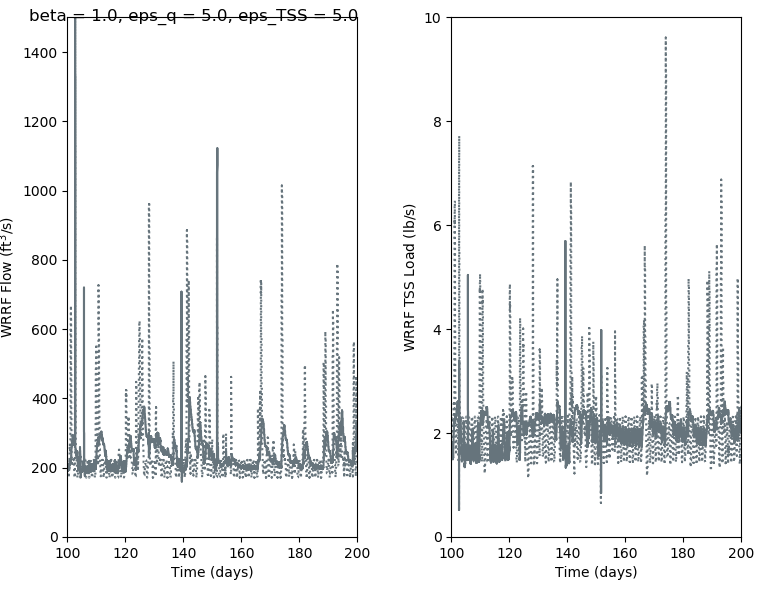 beta = 1.0, eps_q = 5.0, eps_TSS = 5.0
WRRF Flow (ft³/s)
1400
1200
1000
800
600
400
200
0
100 120 140 160 180 200
Time (days)
WRRF TSS Load (lb/s)
10
8
6
4
2
0
100 120 140 160 180 200
Time (days)